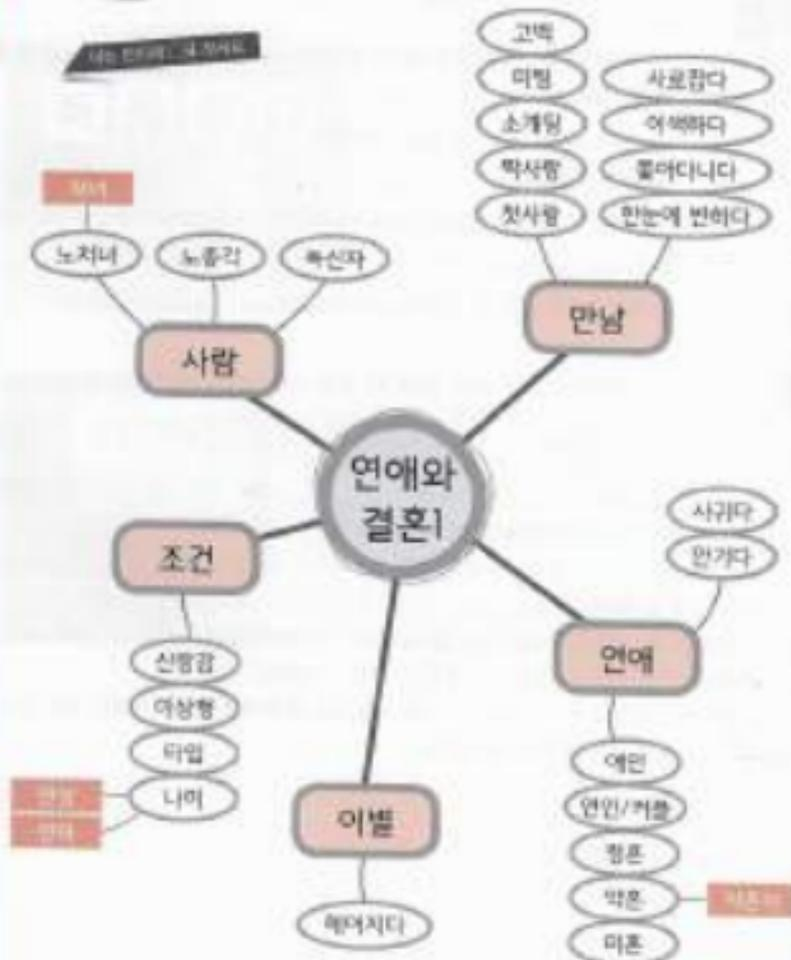 고백
미팅
소개팅
짝사랑
첫사랑
사로잡다
어색하다
쫓아다니다
한눈에 반하다
만남
처녀
노처녀
노총각
독신자
사람
연애와
결혼1
조건
신랑감
이상형
타입
나이
사귀다
안기다
연애
애인
연인/커플
청혼
약혼
미혼
이별
헤어지다